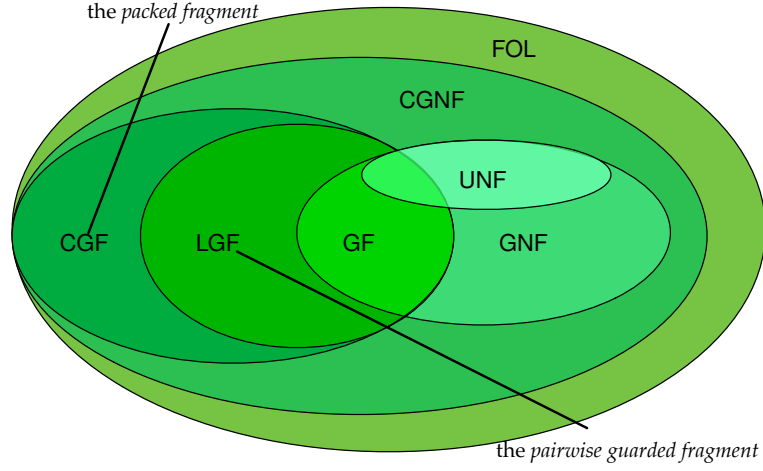 the packed fragment
FOL
CGNF
UNF
CGF
LGF
GF
GNF
the pairwise guarded fragment